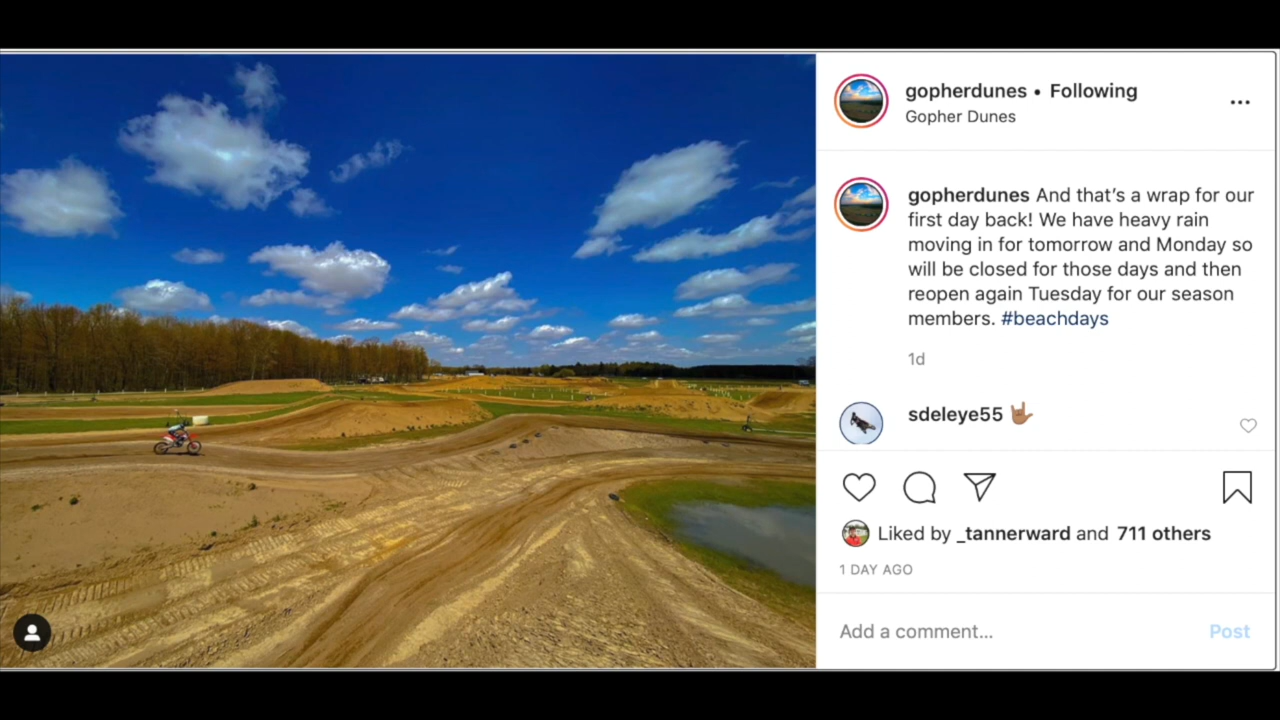 gopherdunes • Following
Gopher Dunes
gopherdunes And that's a wrap for our
first day back! We have heavy rain
moving in for tomorrow and Monday so
will be closed for those days and then
reopen again Tuesday for our season
members. #beachdays
1d
sdeleye55 🤟🏽
Liked by _tannerward and 711 others
1 DAY AGO
Add a comment...
Post